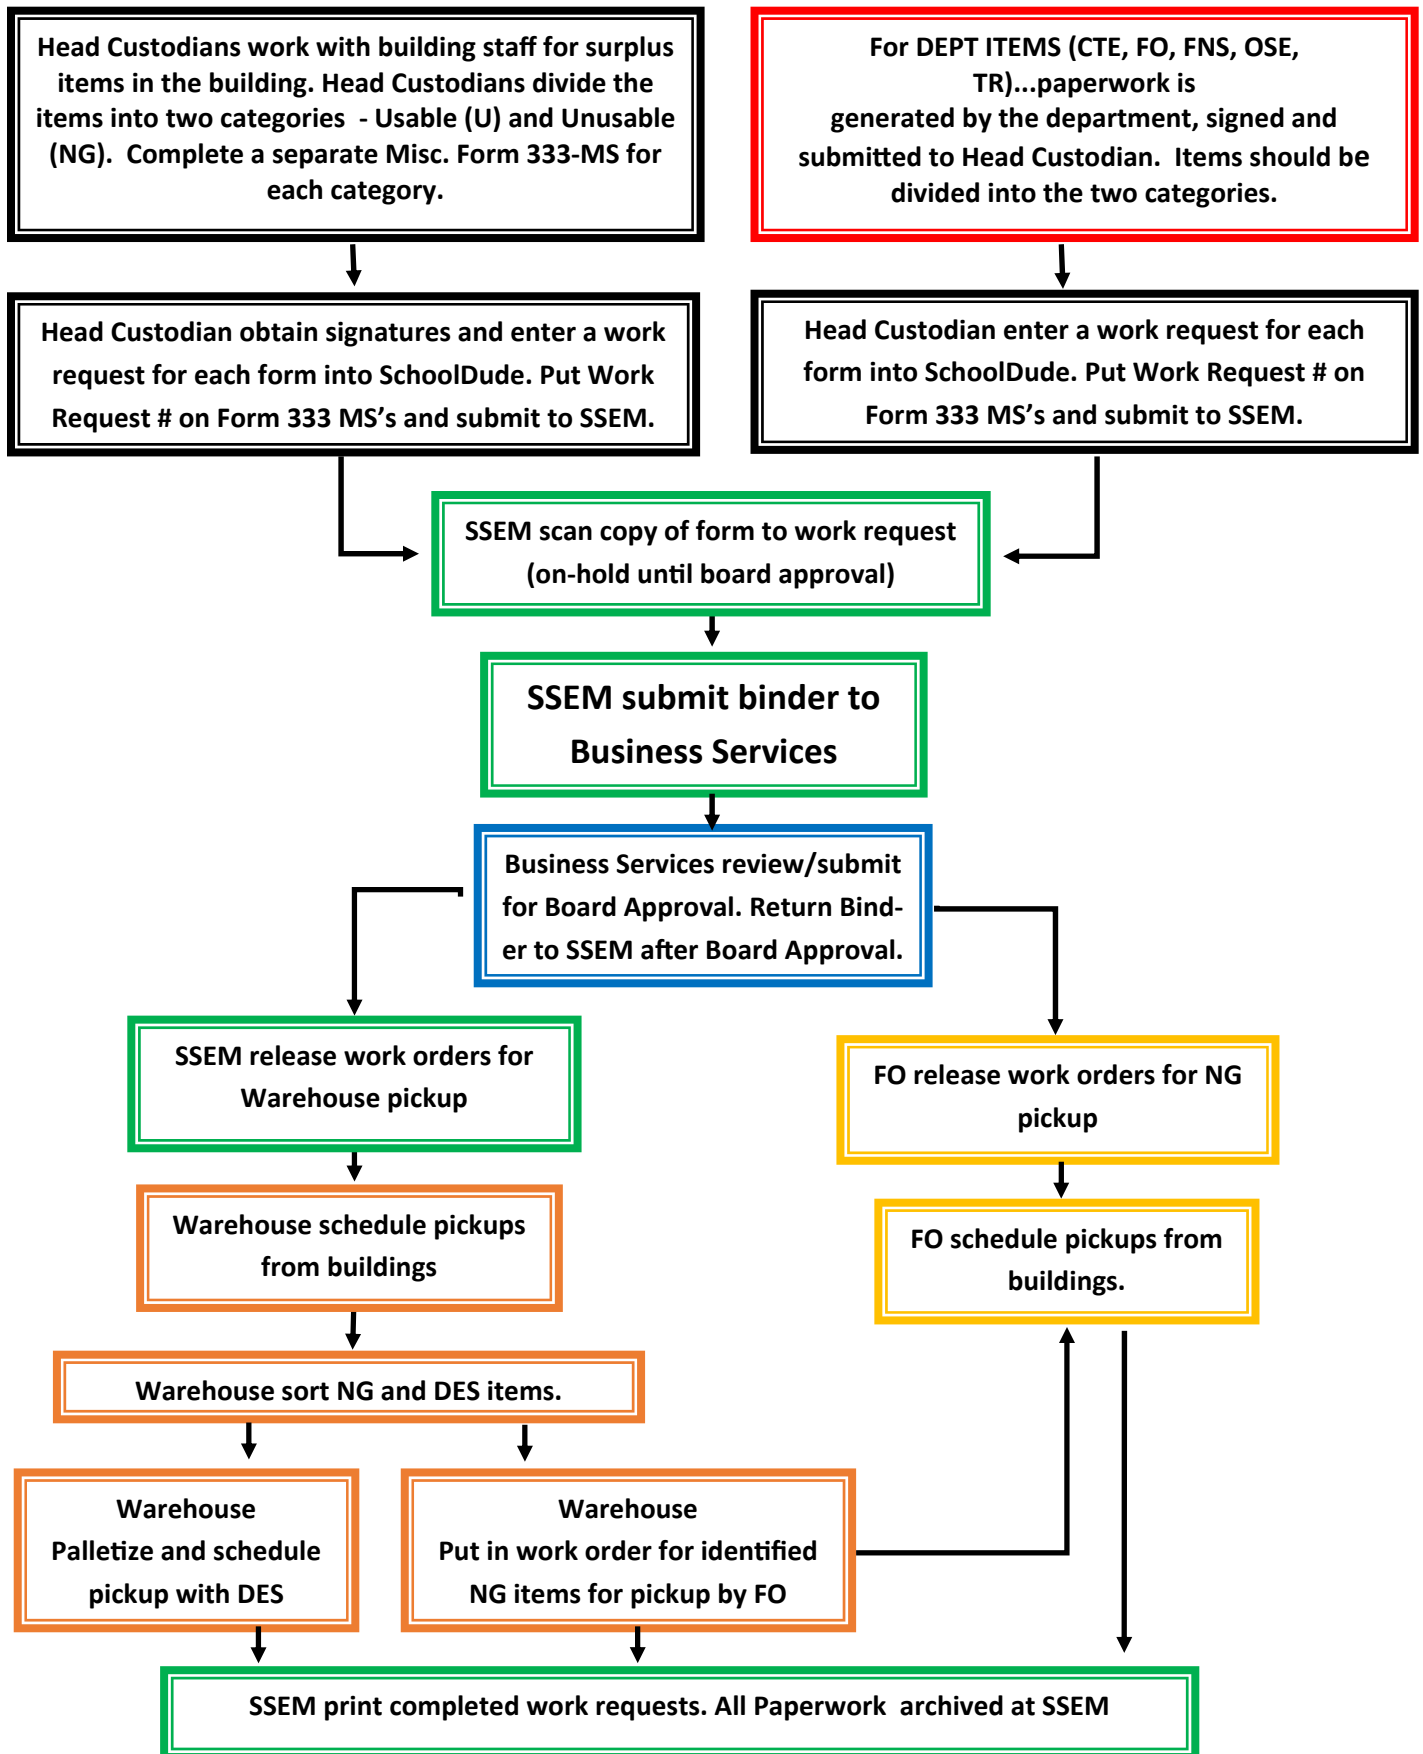 Head Custodians work with building staff for surplus
items in the building. Head Custodians divide the
items into two categories  - Usable (U) and Unusable
(NG).  Complete a separate Misc. Form 333-MS for
each category.
For DEPT ITEMS (CTE, FO, FNS, OSE,
TR)...paperwork is
generated by the department, signed and
submitted to Head Custodian.  Items should be
divided into the two categories.
Head Custodian obtain signatures and enter a work
request for each form into SchoolDude. Put Work
Request # on Form 333 MS’s and submit to SSEM.
Head Custodian enter a work request for each
form into SchoolDude. Put Work Request # on
Form 333 MS’s and submit to SSEM.
SSEM scan copy of form to work request
(on-hold until board approval)
SSEM submit binder to
Business Services
Business Services review/submit
for Board Approval. Return Bind-
er to SSEM after Board Approval.
SSEM release work orders for
Warehouse pickup
FO release work orders for NG
pickup
Warehouse schedule pickups
from buildings
FO schedule pickups from
buildings.
Warehouse sort NG and DES items.
Warehouse
Palletize and schedule
pickup with DES
Warehouse
Put in work order for identified
NG items for pickup by FO
SSEM print completed work requests. All Paperwork  archived at SSEM